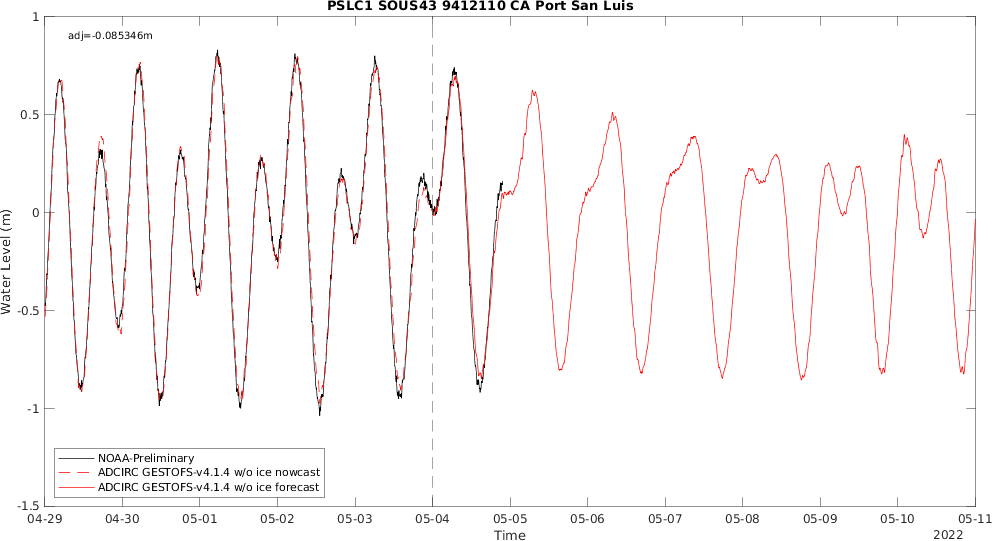 PSLC1 SOUS43 9412110 CA Port San Luis
adj=-0.085346m
1
0.5
0
-0.5
-1
-1.5
Water Level (m)
NOAA-Preliminary
ADCIRC GESTOFS-v4.1.4 w/o ice nowcast
ADCIRC GESTOFS-v4.1.4 w/o ice forecast
04-29 04-30 05-01 05-02 05-03 05-04 05-05 05-06 05-07 05-08 05-09 05-10 05-11
Time
2022